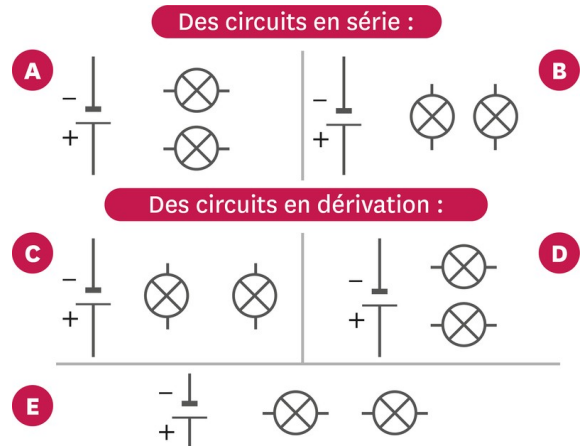 Des circuits en série :
A
−
+
B
−
+
Des circuits en dérivation :
C
−
+
D
−
+
E
−
+